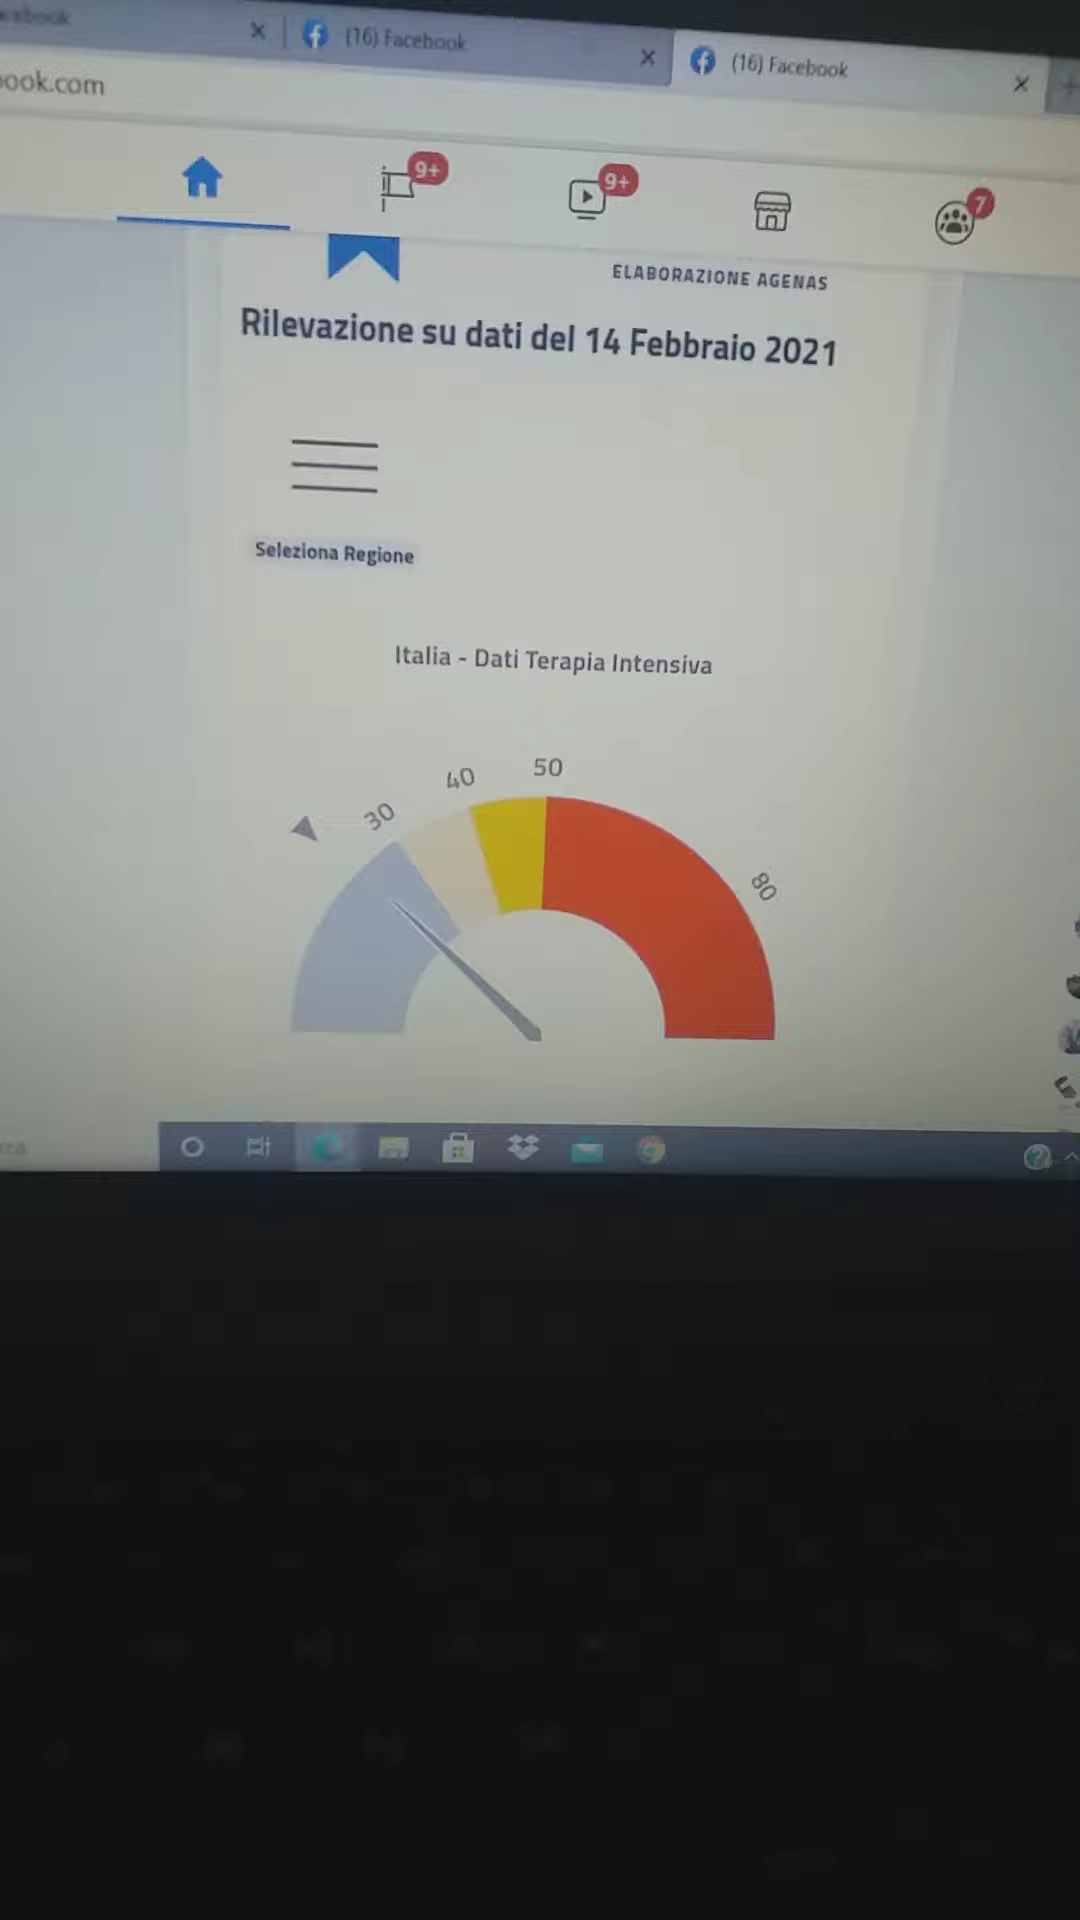 (16) Facebook
(16) Facebook
ook.com
9+
9+
7
ELABORAZIONE AGENAS
Rilevazione su dati del 14 Febbraio 2021
Seleziona Regione
Italia - Dati Terapia Intensiva
30
40
50
80